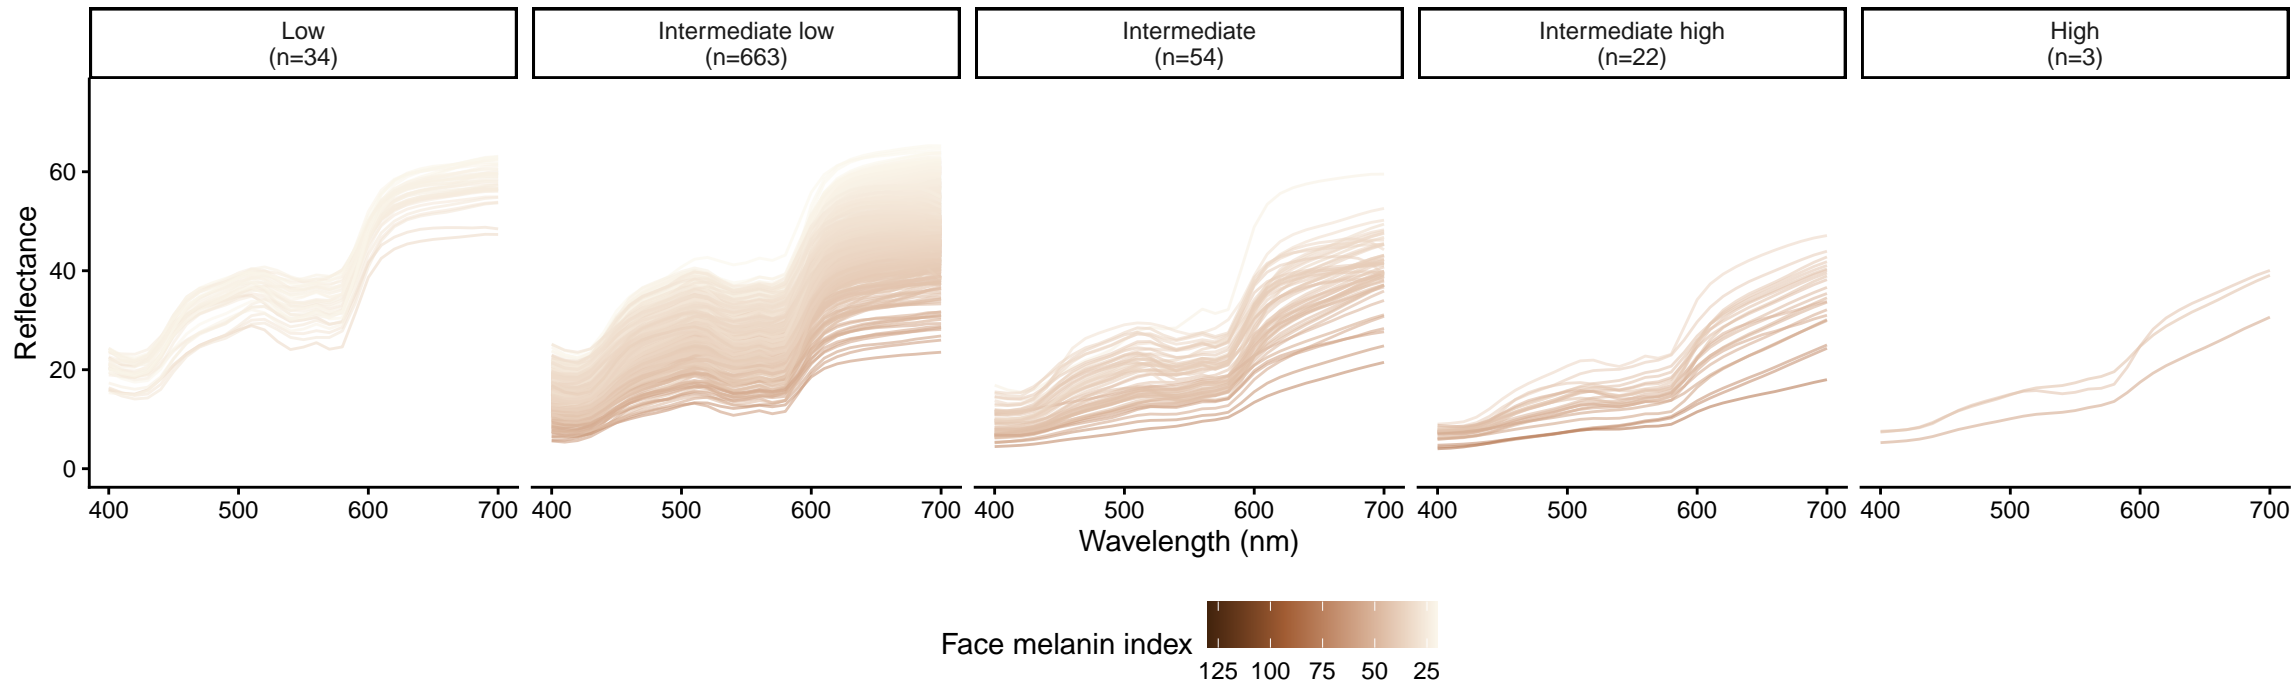 Low
(n=34)
Intermediate low
(n=663)
Intermediate
(n=54)
Intermediate high
(n=22)
High
(n=3)
Reflectance
60
40
20
0
400 500 600 700
400 500 600 700
400 500 600 700
400 500 600 700
400 500 600 700
Wavelength (nm)
Face melanin index
125 100 75 50 25